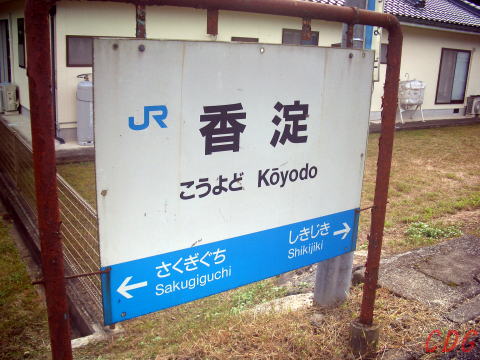 JR 香淀
こうよど Kōyodo
しきじき
Shikijiki
さくぎぐち
Sakugiguchi
CDC